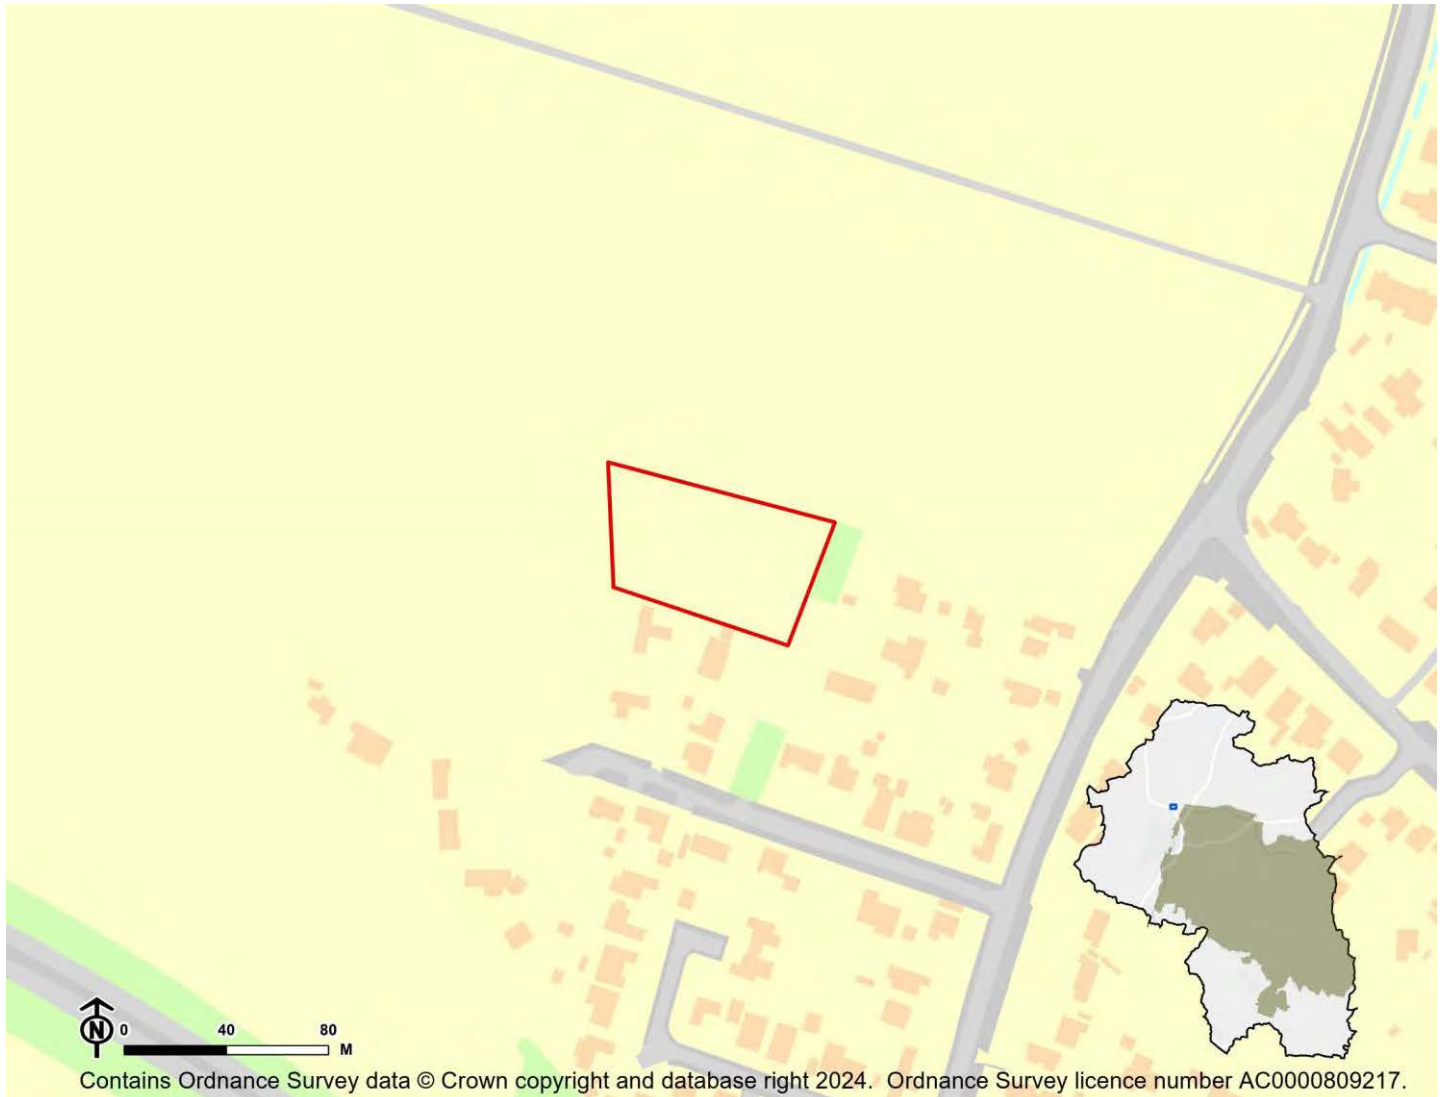 N
0 40 80
M
Contains Ordnance Survey data © Crown copyright and database right 2024. Ordnance Survey licence number AC0000809217.